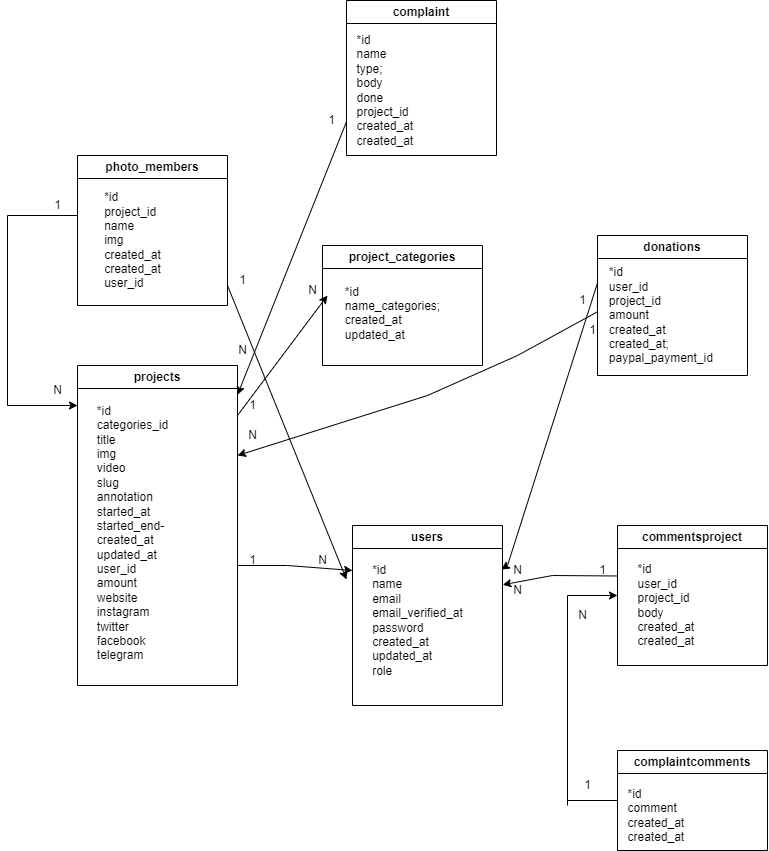 complaint
*id
name
type;
body
done
project_id
created_at
created_at
1
photo_members
*id
project_id
name
img
created_at
created_at
user_id
1
1
project_categories
*id
name_categories;
created_at
updated_at
N
donations
*id
user_id
project_id
amount
created_at
created_at;
paypal_payment_id
1
1
N
N
1
N
projects
*id
categories_id
title
img
video
slug
annotation
started_at
started_end-
created_at
updated_at
user_id
amount
website
instagram
twitter
facebook
telegram
1
N
users
*id
name
email
email_verified_at
password
created_at
updated_at
role
N
N
1
commentsproject
*id
user_id
project_id
body
created_at
created_at
N
1
complaintcomments
*id
comment
created_at
created_at